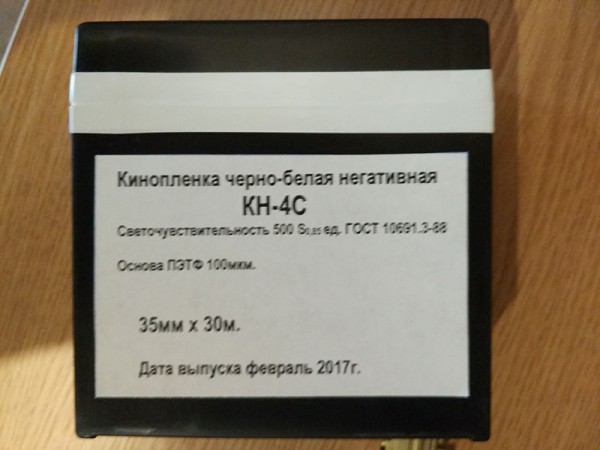 Кинопленка черно-белая негативная
КН-4С
Светочувствительность 500 S0,85 ед. ГОСТ 10691.3-88
Основа ПЭТФ 100мкм.
35мм х 30м.
Дата выпуска февраль 2017г.